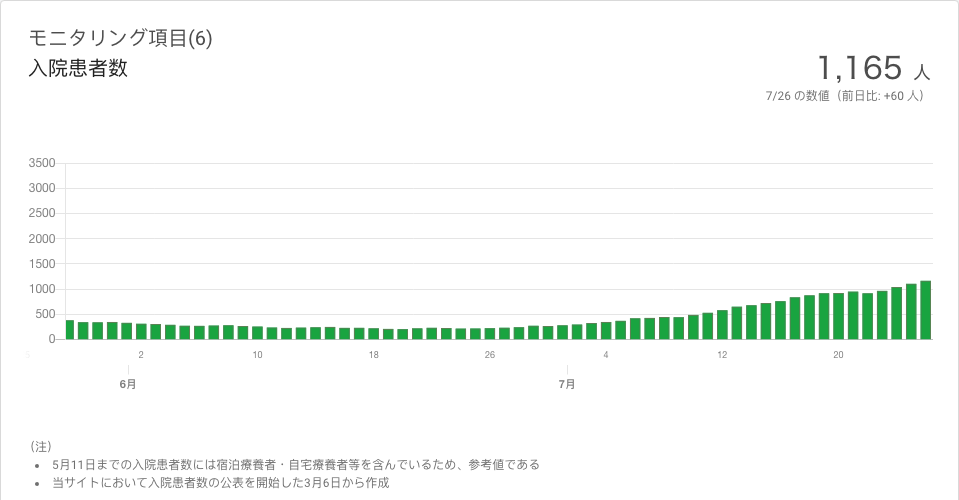 モニタリング項目(6)
入院患者数
1,165 人
7/26 の数値（前日比: +60 人）
3500
3000
2500
2000
1500
1000
500
0
2 10 18 26 4 12 20
6月 7月
（注）
• 5月11日までの入院患者数には宿泊療養者・自宅療養者等を含んでいるため、参考値である
• 当サイトにおいて入院患者数の公表を開始した3月6日から作成